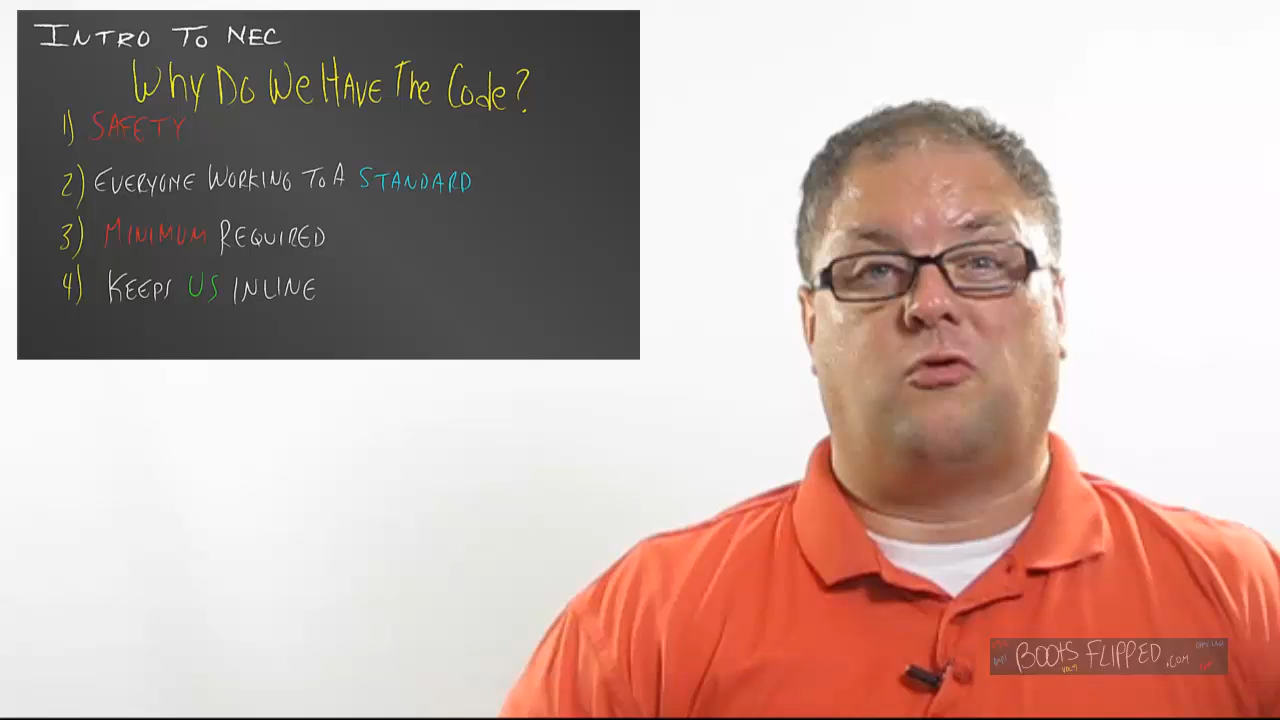 INTRO TO NEC
Why Do We HAVE The Code?
1) SAFETY
2) EVERYONE WORKING TO A STANDARD
3) MINIMUM REQUIRED
4) KEEPS US INLINE
BOOTS FLIPPED.COM
VOLTS